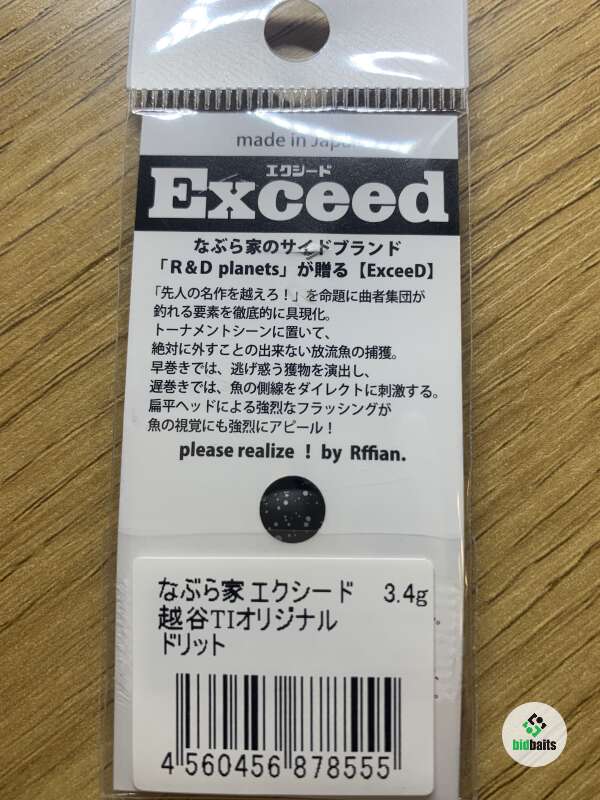 made in Japan
エクシード
Exceed
なぶら家のサイドブランド
「R&D planets」が贈る【ExceeD】
「先人の名作を越えろ！」を命題に曲者集団が
釣れる要素を徹底的に具現化。
トーナメントシーンに置いて、
絶対に外すことの出来ない放流魚の捕獲。
早巻きでは、逃げ惑う獲物を演出し、
遅巻きでは、魚の側線をダイレクトに刺激する。
扁平ヘッドによる強烈なフラッシングが
魚の視覚にも強烈にアピール！
please realize ! by Rffian.
なぶら家 エクシード 3.4g
越谷TIオリジナル
ドリット
4 560456 878555
bidbaits